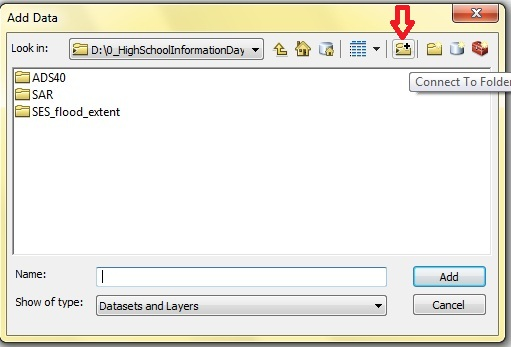 Add Data
Look in: D:\0_HighSchoolInformationDay
Connect To Folder
ADS40
SAR
SES_flood_extent
Name:
Add
Show of type: Datasets and Layers
Cancel